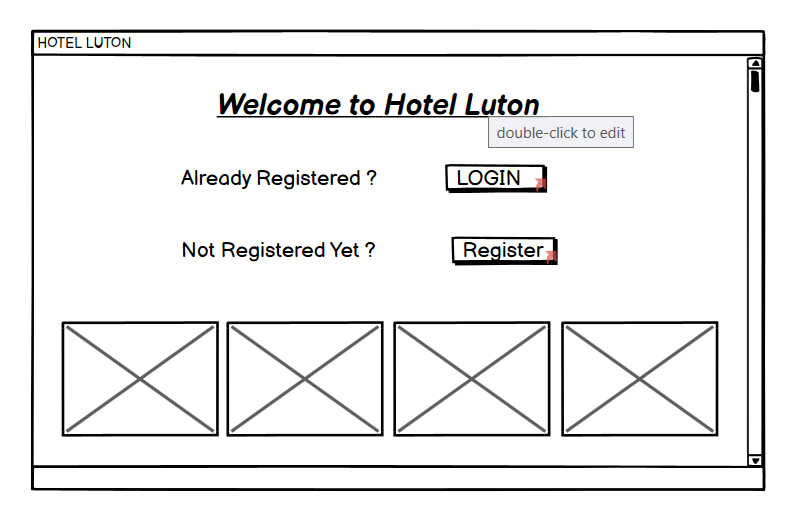 HOTEL LUTON
Welcome to Hotel Luton
double-click to edit
Already Registered ?
LOGIN
Not Registered Yet ?
Register